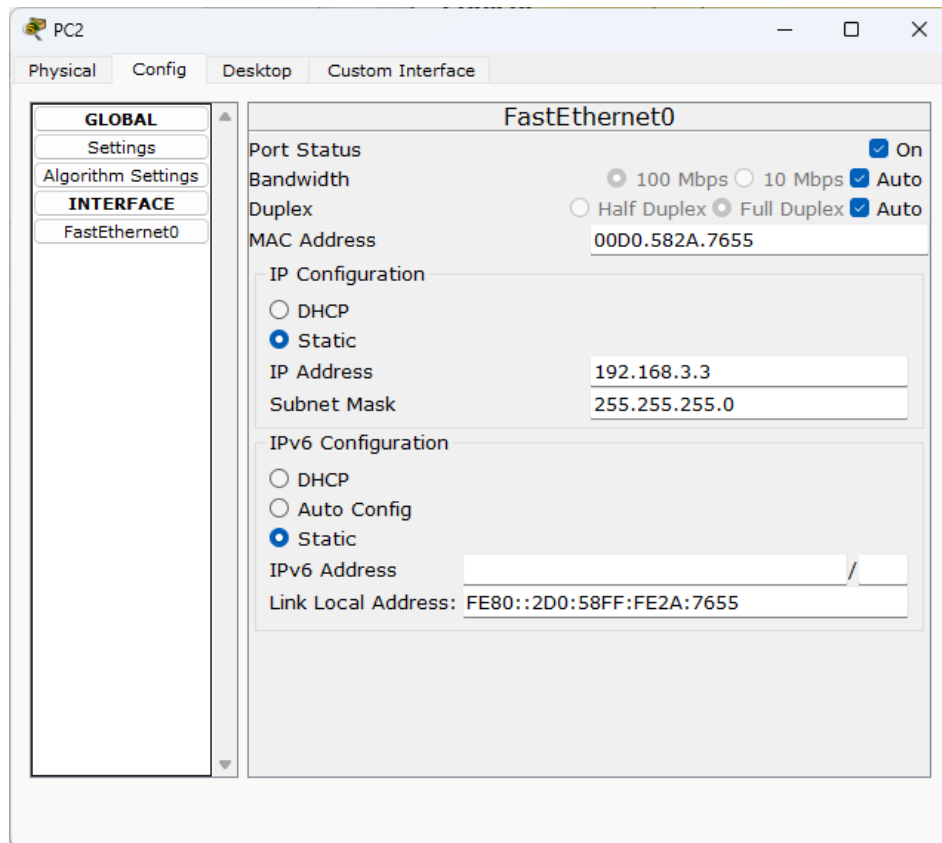 PC2
Physical Config Desktop Custom Interface
GLOBAL
Settings
Algorithm Settings
INTERFACE
FastEthernet0
FastEthernet0
Port Status On
Bandwidth 100 Mbps 10 Mbps Auto
Duplex Half Duplex Full Duplex Auto
MAC Address 00D0.582A.7655
IP Configuration
DHCP
Static
IP Address 192.168.3.3
Subnet Mask 255.255.255.0
IPv6 Configuration
DHCP
Auto Config
Static
IPv6 Address /
Link Local Address: FE80::2D0:58FF:FE2A:7655